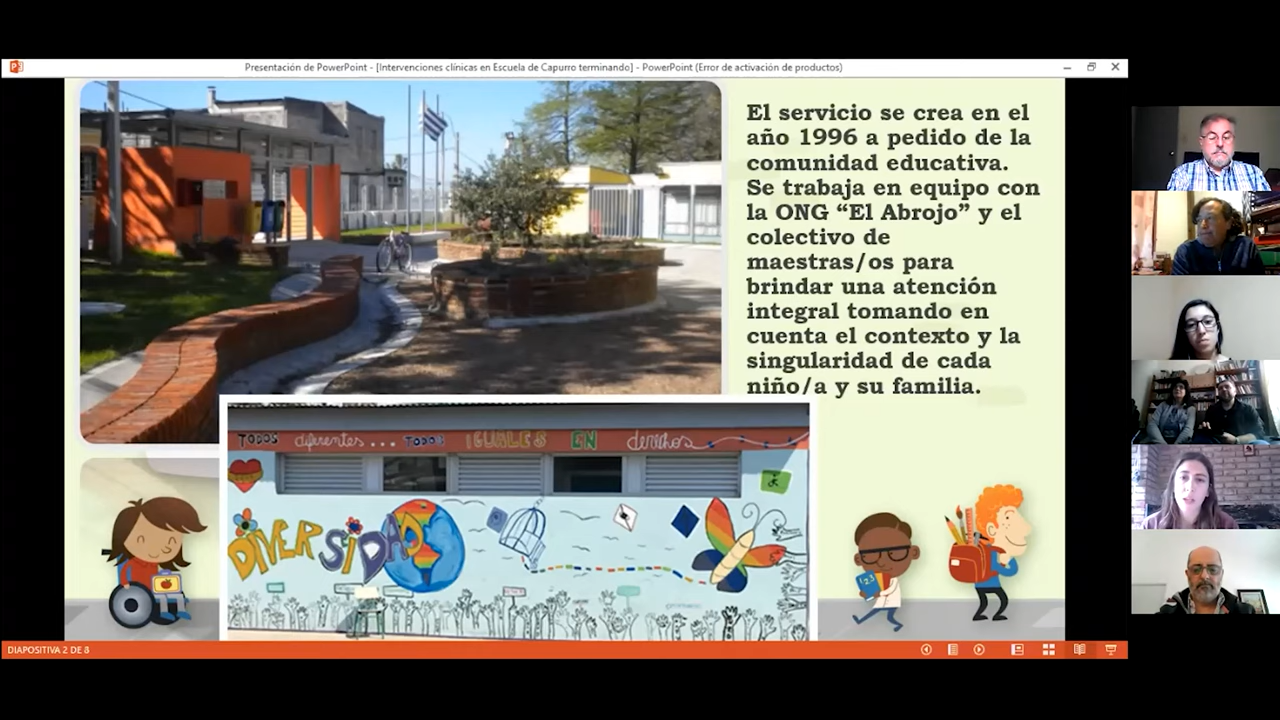 Presentación de PowerPoint - [Intervenciones clínicas en Escuela de Capurro terminando] - PowerPoint (Error de activación de productos)
El servicio se crea en el
año 1996 a pedido de la
comunidad educativa.
Se trabaja en equipo con
la ONG “El Abrojo” y el
colectivo de
maestras/os para
brindar una atención
integral tomando en
cuenta el contexto y la
singularidad de cada
niño/a y su familia.
TODOS diferentes... TODOS IGUALES EN derechos
DIVERSIDAD
123
DIAPOSITIVA 2 DE 8